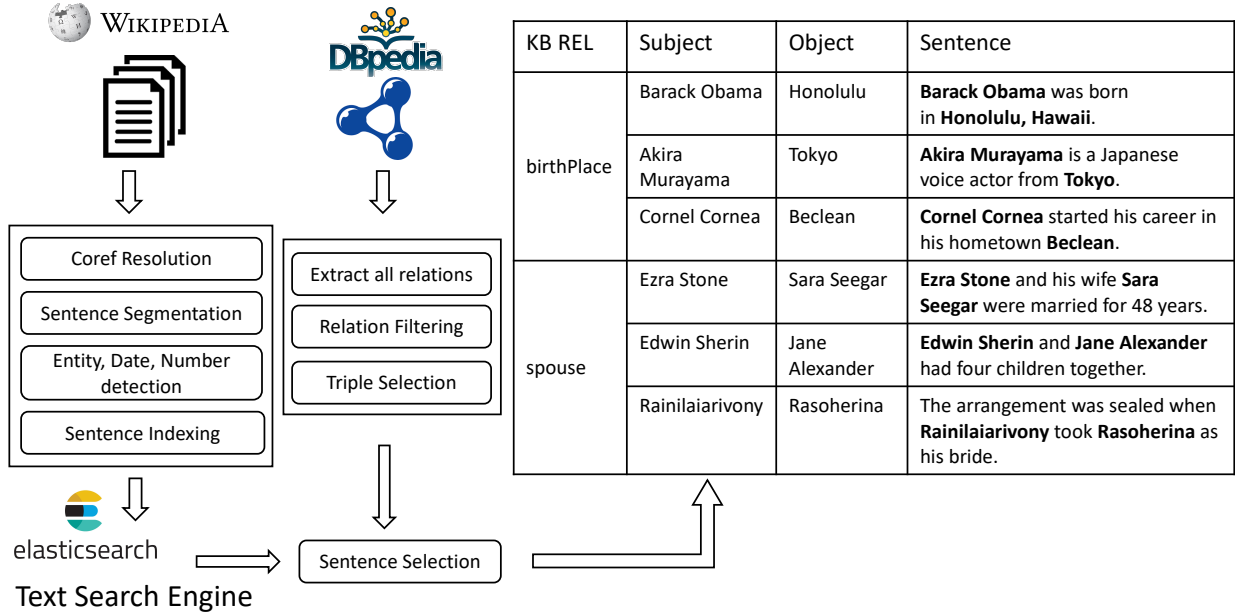 WIKIPEDIA
DBpedia
Coref Resolution
Sentence Segmentation
Entity, Date, Number
detection
Sentence Indexing
Extract all relations
Relation Filtering
Triple Selection
elasticsearch
Text Search Engine
Sentence Selection
KB REL Subject Object Sentence
birthPlace
Barack Obama Honolulu Barack Obama was born
in Honolulu, Hawaii.
Akira Tokyo Akira Murayama is a Japanese
Murayama voice actor from Tokyo.
Cornel Cornea Beclean Cornel Cornea started his career in
his hometown Beclean.
spouse
Ezra Stone Sara Seegar Ezra Stone and his wife Sara
Seegar were married for 48 years.
Edwin Sherin Jane Edwin Sherin and Jane Alexander
Alexander had four children together.
Rainilaiarivony Rasoherina The arrangement was sealed when
Rainilaiarivony took Rasoherina as
his bride.